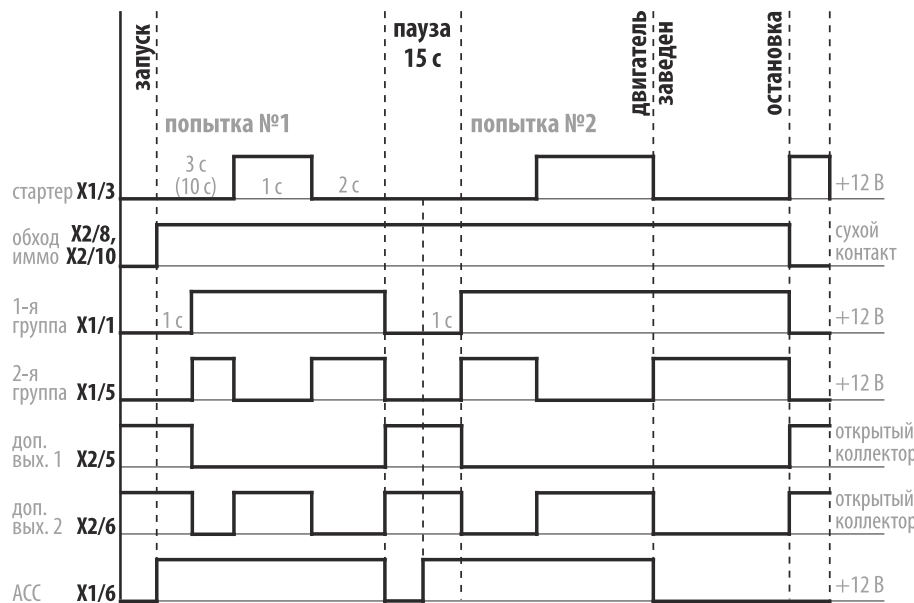 запуск
пауза
15 с
двигатель
заведен
остановка
попытка №1
попытка №2
3 с
(10 с)
1 с
2 с
стартер X1/3
+12 В
обход X2/8,
иммо X2/10
сухой
контакт
1-я
группа X1/1
1 с
1 с
+12 В
2-я
группа X1/5
+12 В
доп.
вых. 1 X2/5
открытый
коллектор
доп.
вых. 2 X2/6
открытый
коллектор
ACC X1/6
+12 В